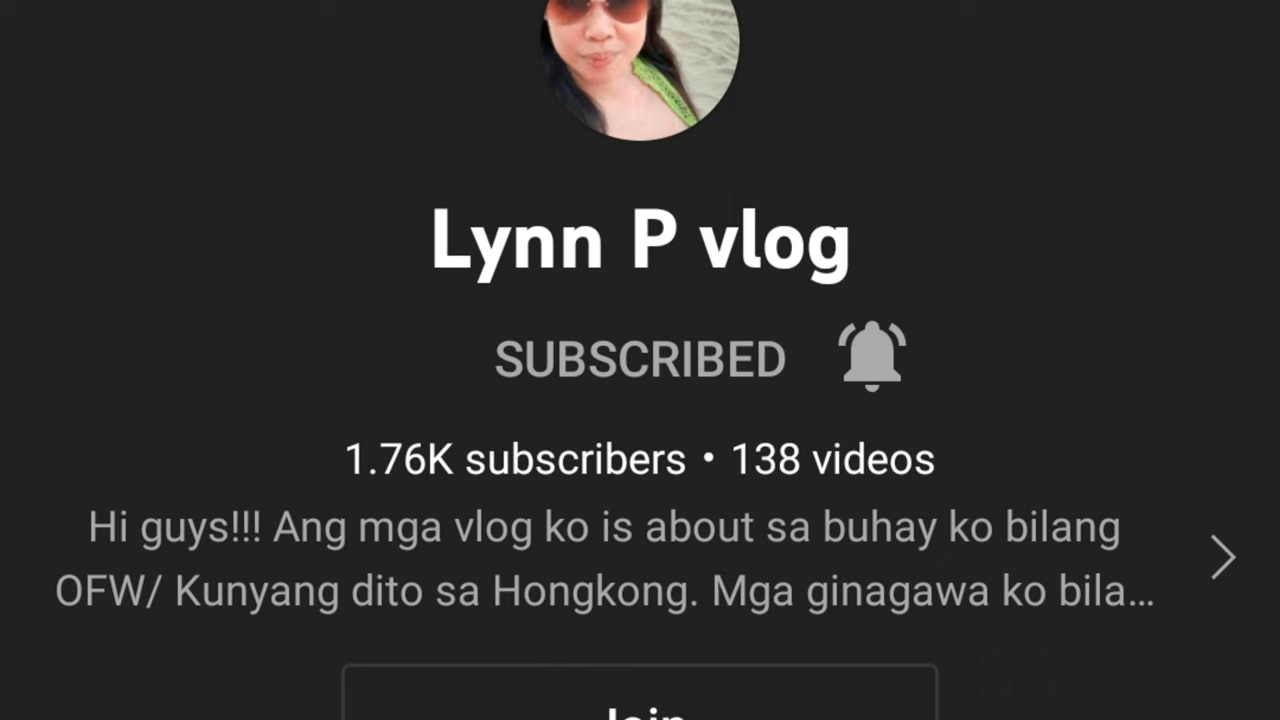 Lynn P vlog
SUBSCRIBED
1.76K subscribers • 138 videos
Hi guys!!! Ang mga vlog ko is about sa buhay ko bilang
OFW/ Kunyang dito sa Hongkong. Mga ginagawa ko bila...
Join